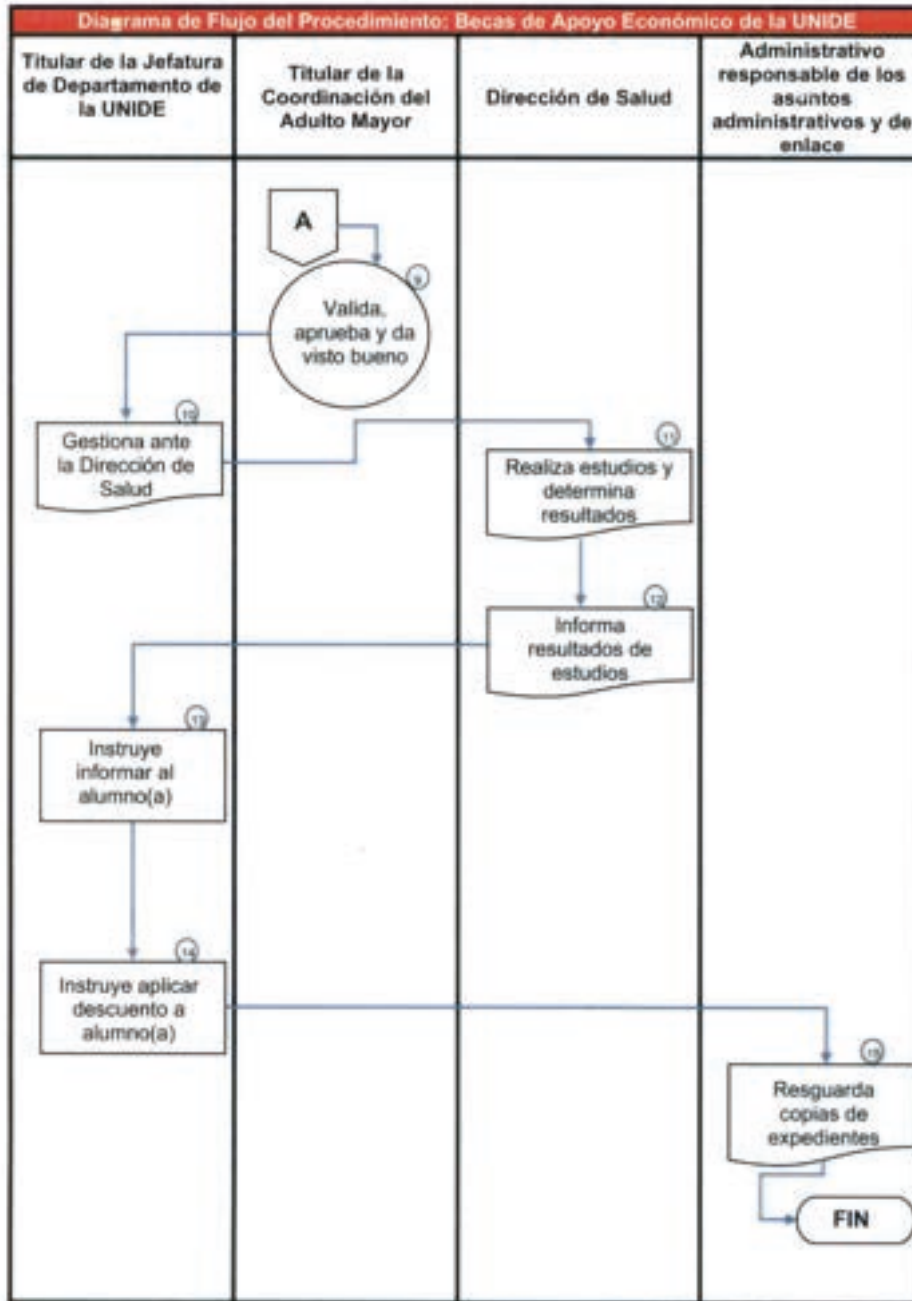 Diagrama de Flujo del Procedimiento: Becas de Apoyo Económico de la UNIDE
Titular de la Jefatura
de Departamento de
la UNIDE
Titular de la
Coordinación del
Adulto Mayor
Dirección de Salud
Administrativo
responsable de los
asuntos
administrativos y de
enlace
A
9
Valida,
aprueba y da
visto bueno
10
Gestiona ante
la Dirección de
Salud
11
Realiza estudios y
determina
resultados
12
Informa
resultados de
estudios
13
Instruye
informar al
alumno(a)
14
Instruye aplicar
descuento a
alumno(a)
15
Resguarda
copias de
expedientes
FIN